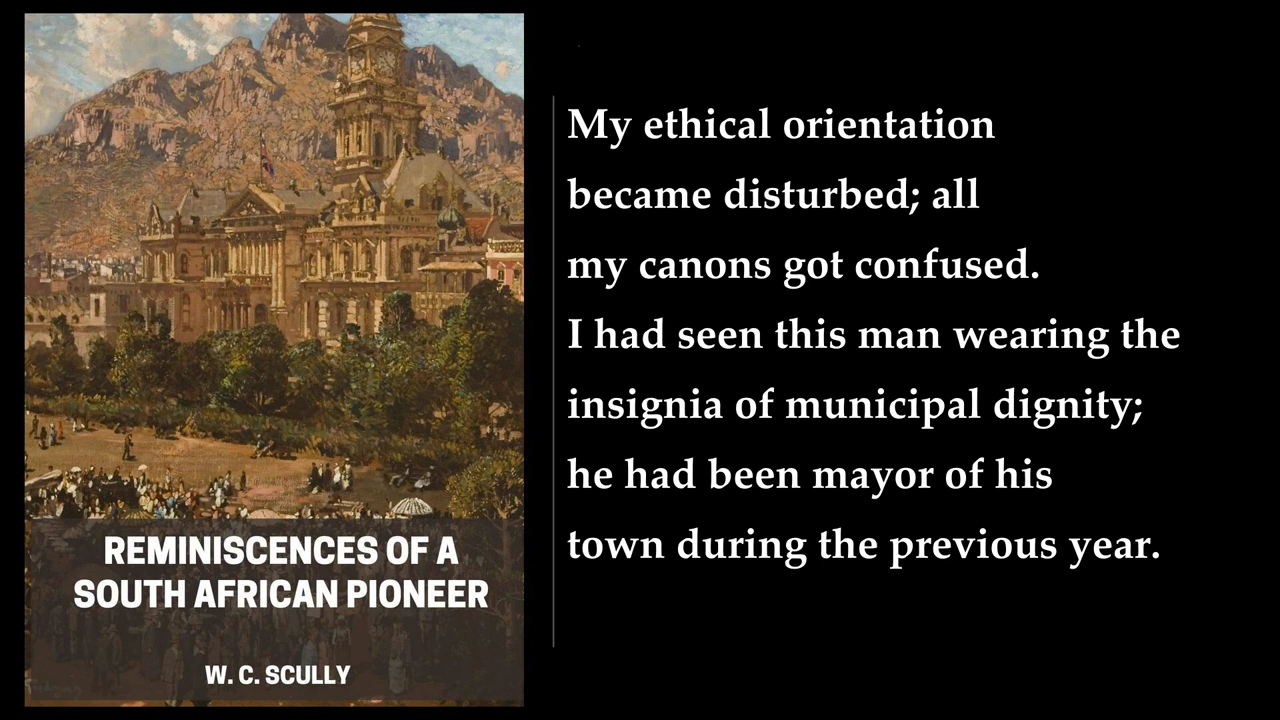 REMINISCENCES OF A
SOUTH AFRICAN PIONEER
W. C. SCULLY
My ethical orientation
became disturbed; all
my canons got confused.
I had seen this man wearing the
insignia of municipal dignity;
he had been mayor of his
town during the previous year.